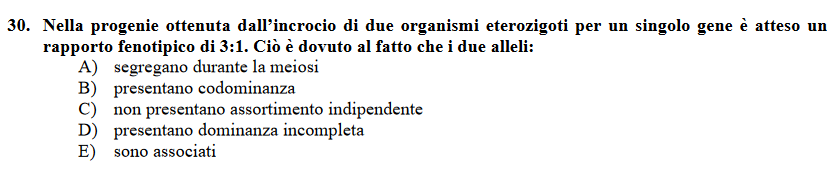 30. Nella progenie ottenuta dall'incrocio di due organismi eterozigoti per un singolo gene è atteso un
rapporto fenotipico di 3:1. Ciò è dovuto al fatto che i due alleli:
A) segregano durante la meiosi
B) presentano codominanza
C) non presentano assortimento indipendente
D) presentano dominanza incompleta
E) sono associati